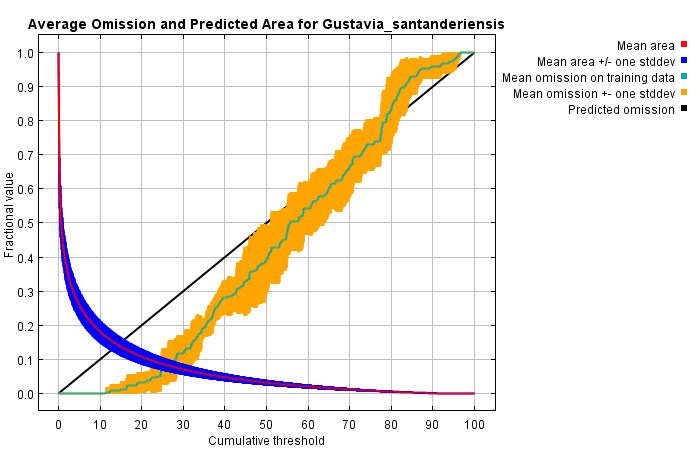 Average Omission and Predicted Area for Gustavia_santanderiensis
Mean area
Mean area +/- one stddev
Mean omission on training data
Mean omission +- one stddev
Predicted omission
Fractional value
1.0
0.9
0.8
0.7
0.6
0.5
0.4
0.3
0.2
0.1
0.0
0 10 20 30 40 50 60 70 80 90 100
Cumulative threshold